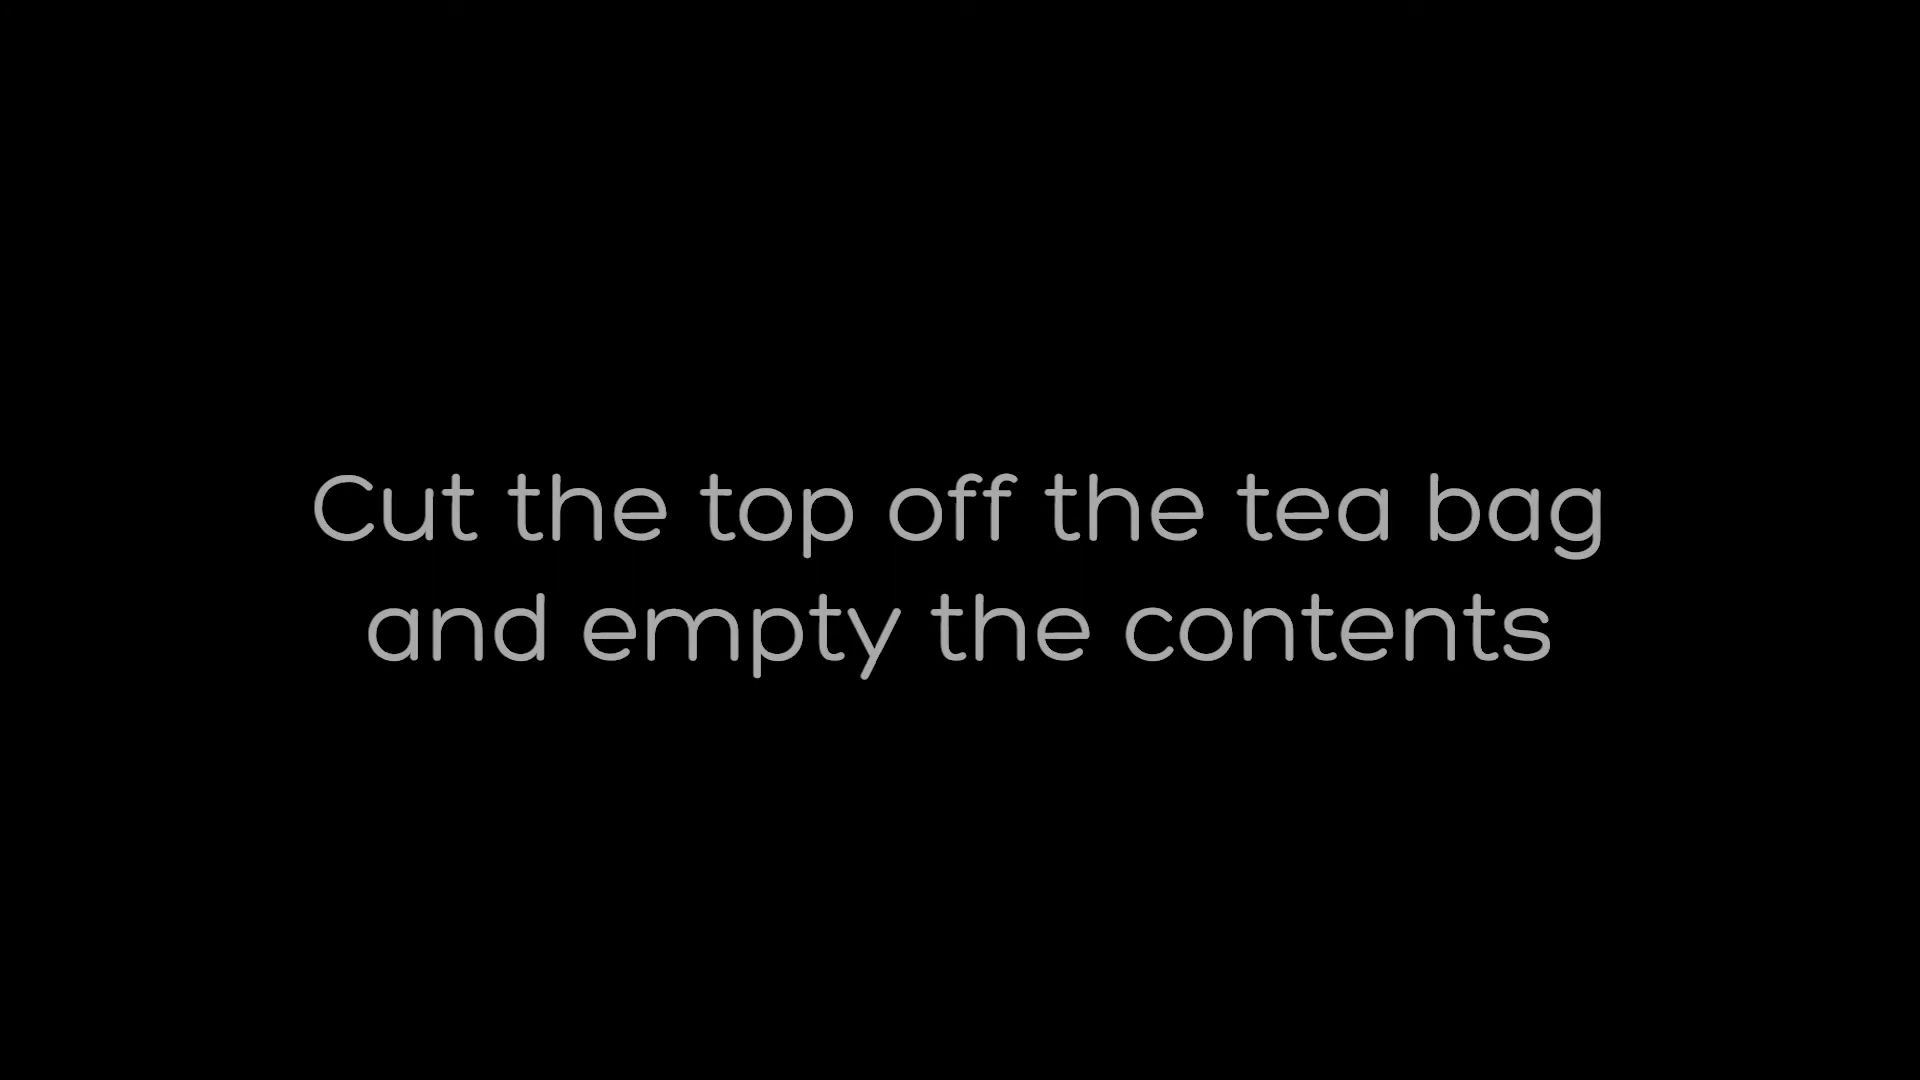 Cut the top off the tea bag
and empty the contents